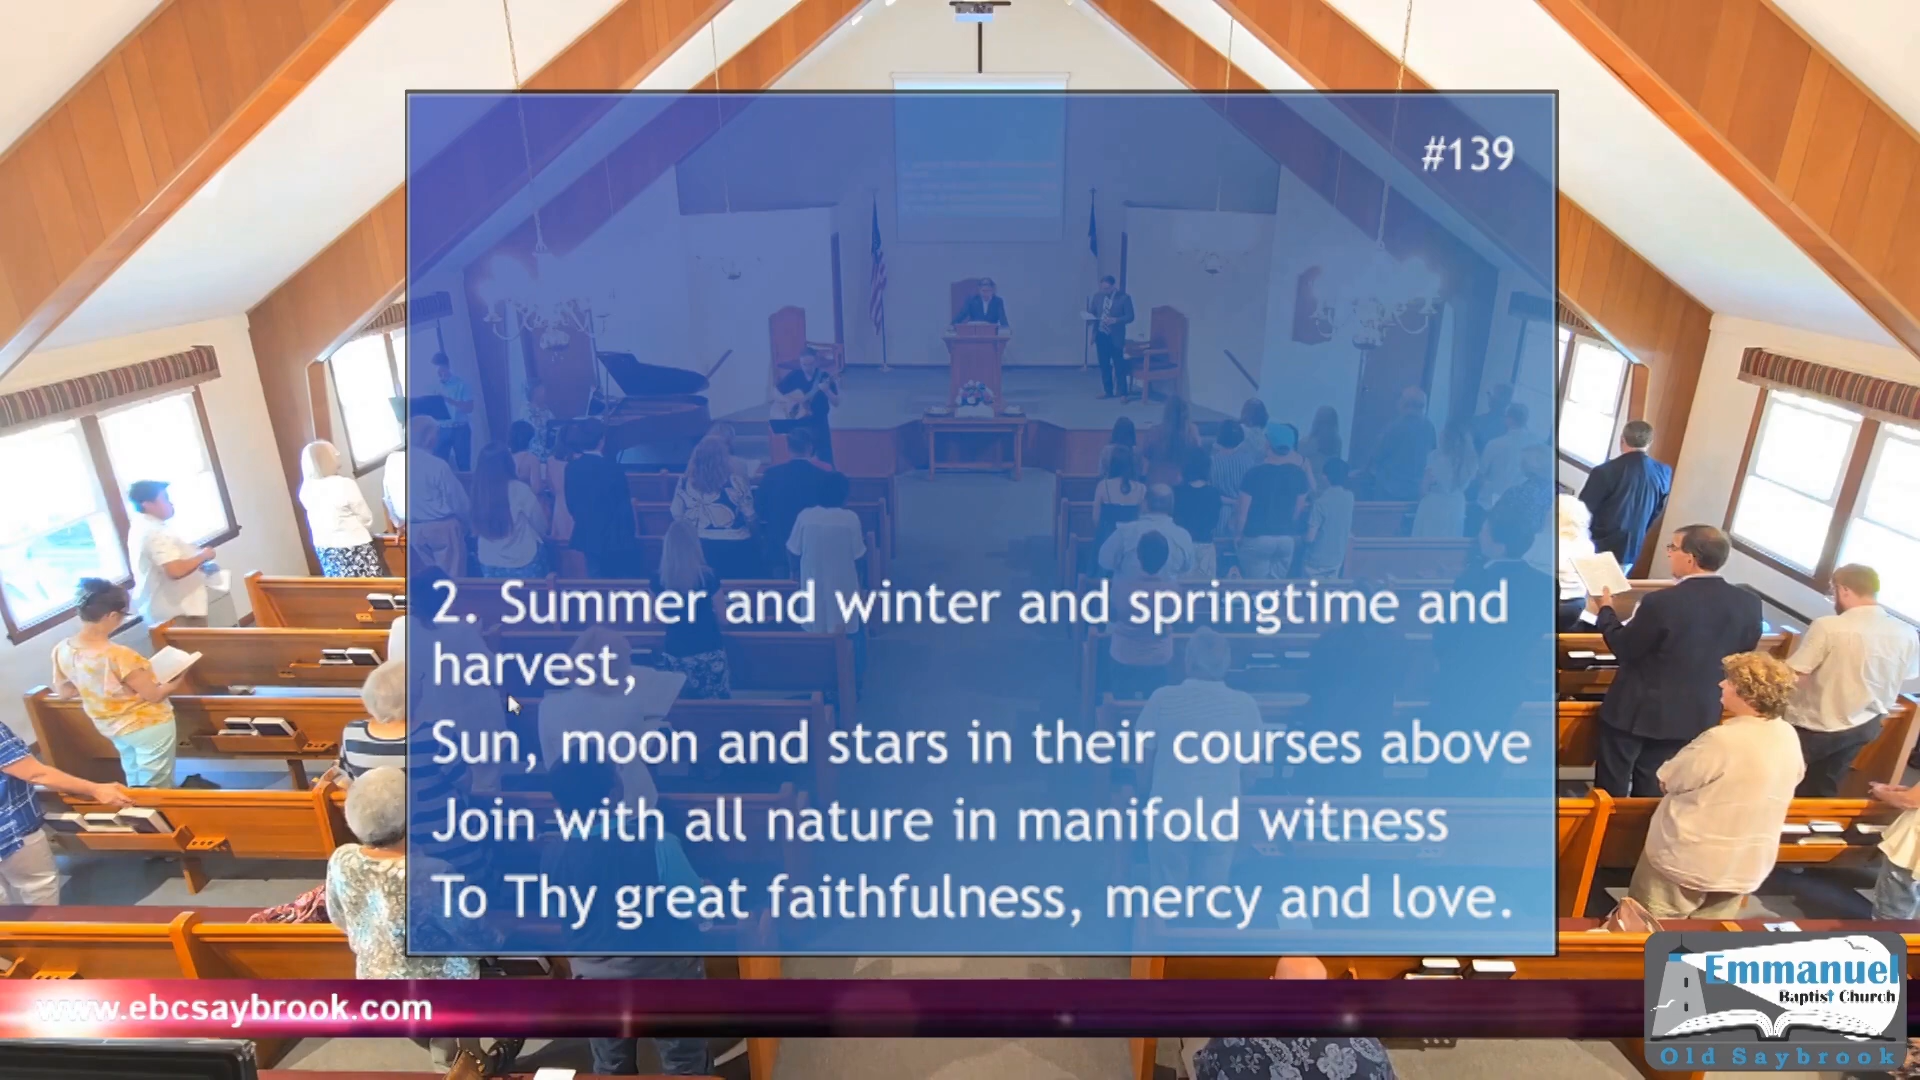 #139
2. Summer and winter and springtime and
harvest,
Sun, moon and stars in their courses above
Join with all nature in manifold witness
To Thy great faithfulness, mercy and love.
www.ebcsaybrook.com
Emmanuel
Baptist Church
Old Saybrook